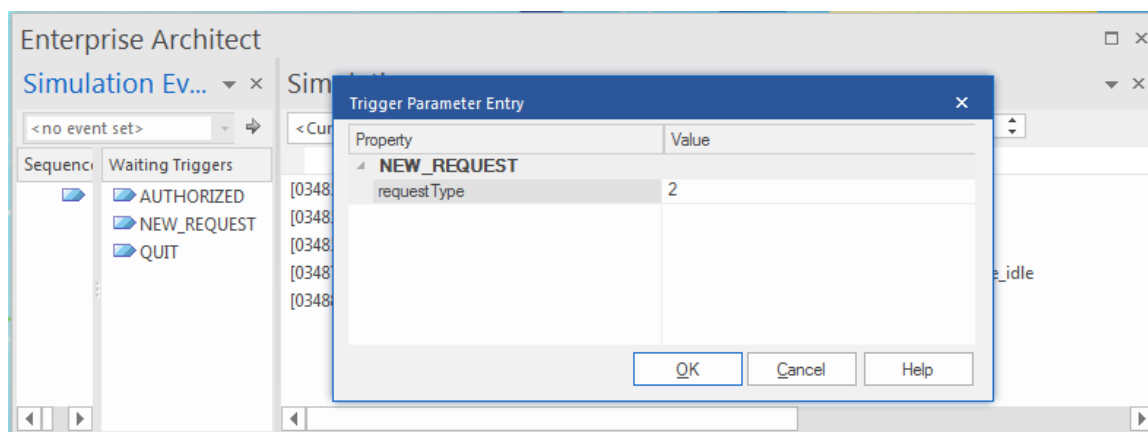 Enterprise Architect
Simulation Ev...
Sim
<no event set>
<Cur
Sequence
Waiting Triggers
AUTHORIZED
NEW_REQUEST
QUIT
[0348
[0348
[0348
[0348
[0348
e_idle
Trigger Parameter Entry
Property Value
NEW_REQUEST
requestType 2
OK Cancel Help